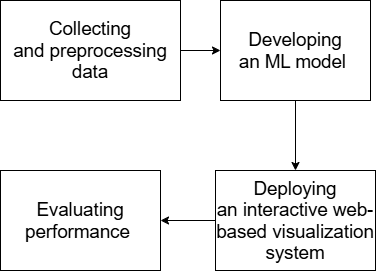 Collecting
and preprocessing
data
Developing
an ML model
Deploying
an interactive web-
based visualization
system
Evaluating
performance